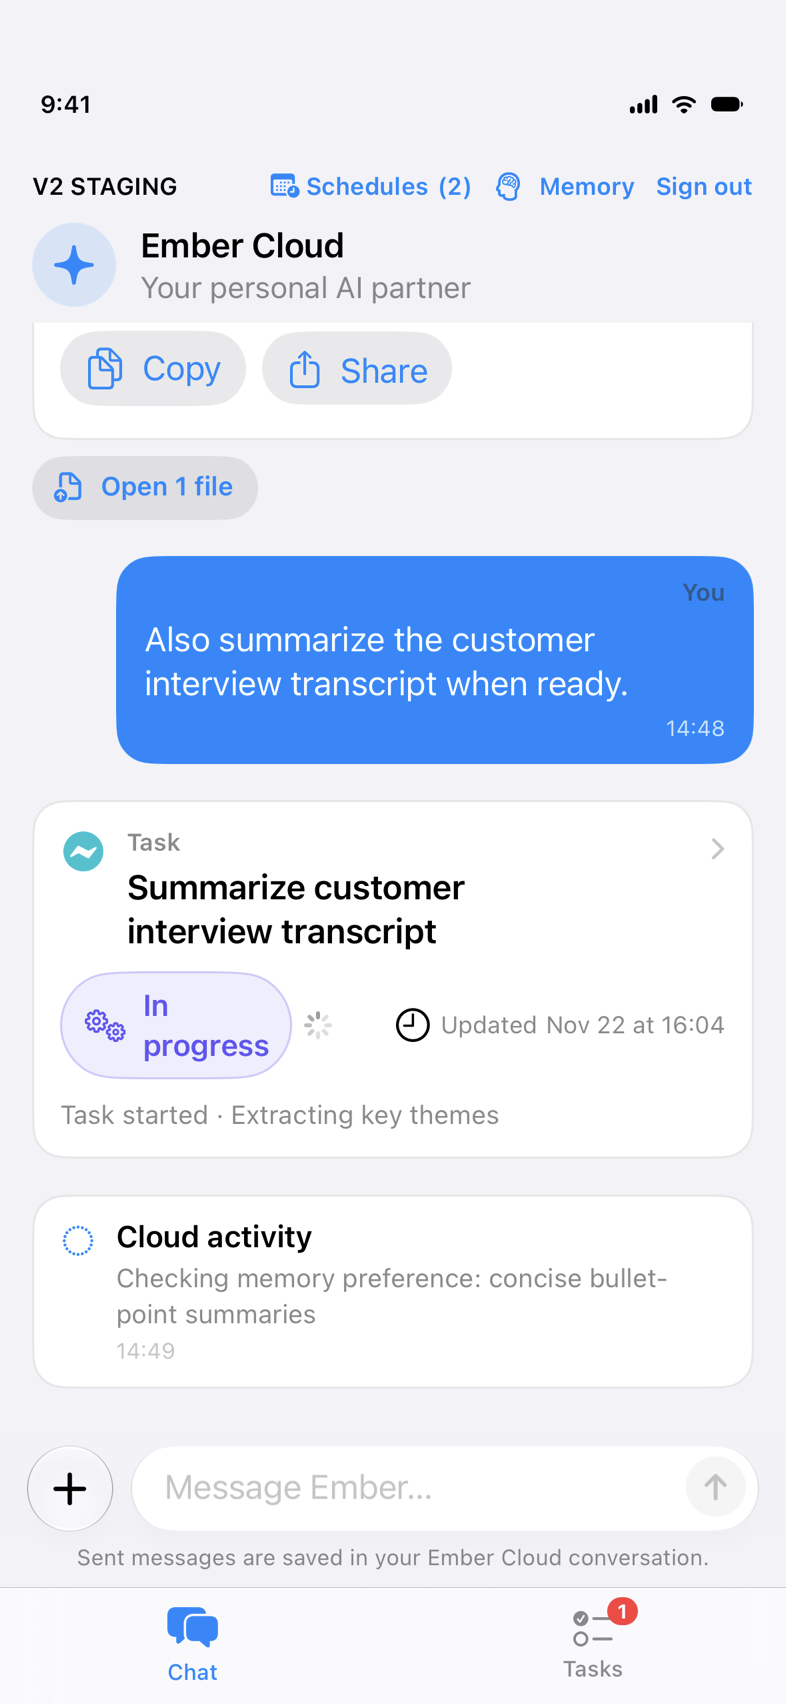 9:41
V2 STAGING Schedules (2) Memory Sign out
Ember Cloud
Your personal AI partner
Copy Share
Open 1 file
You
Also summarize the customer
interview transcript when ready.
14:48
Task
Summarize customer
interview transcript
In
progress
Updated Nov 22 at 16:04
Task started · Extracting key themes
Cloud activity
Checking memory preference: concise bullet-
point summaries
14:49
Message Ember...
Sent messages are saved in your Ember Cloud conversation.
1
Chat Tasks